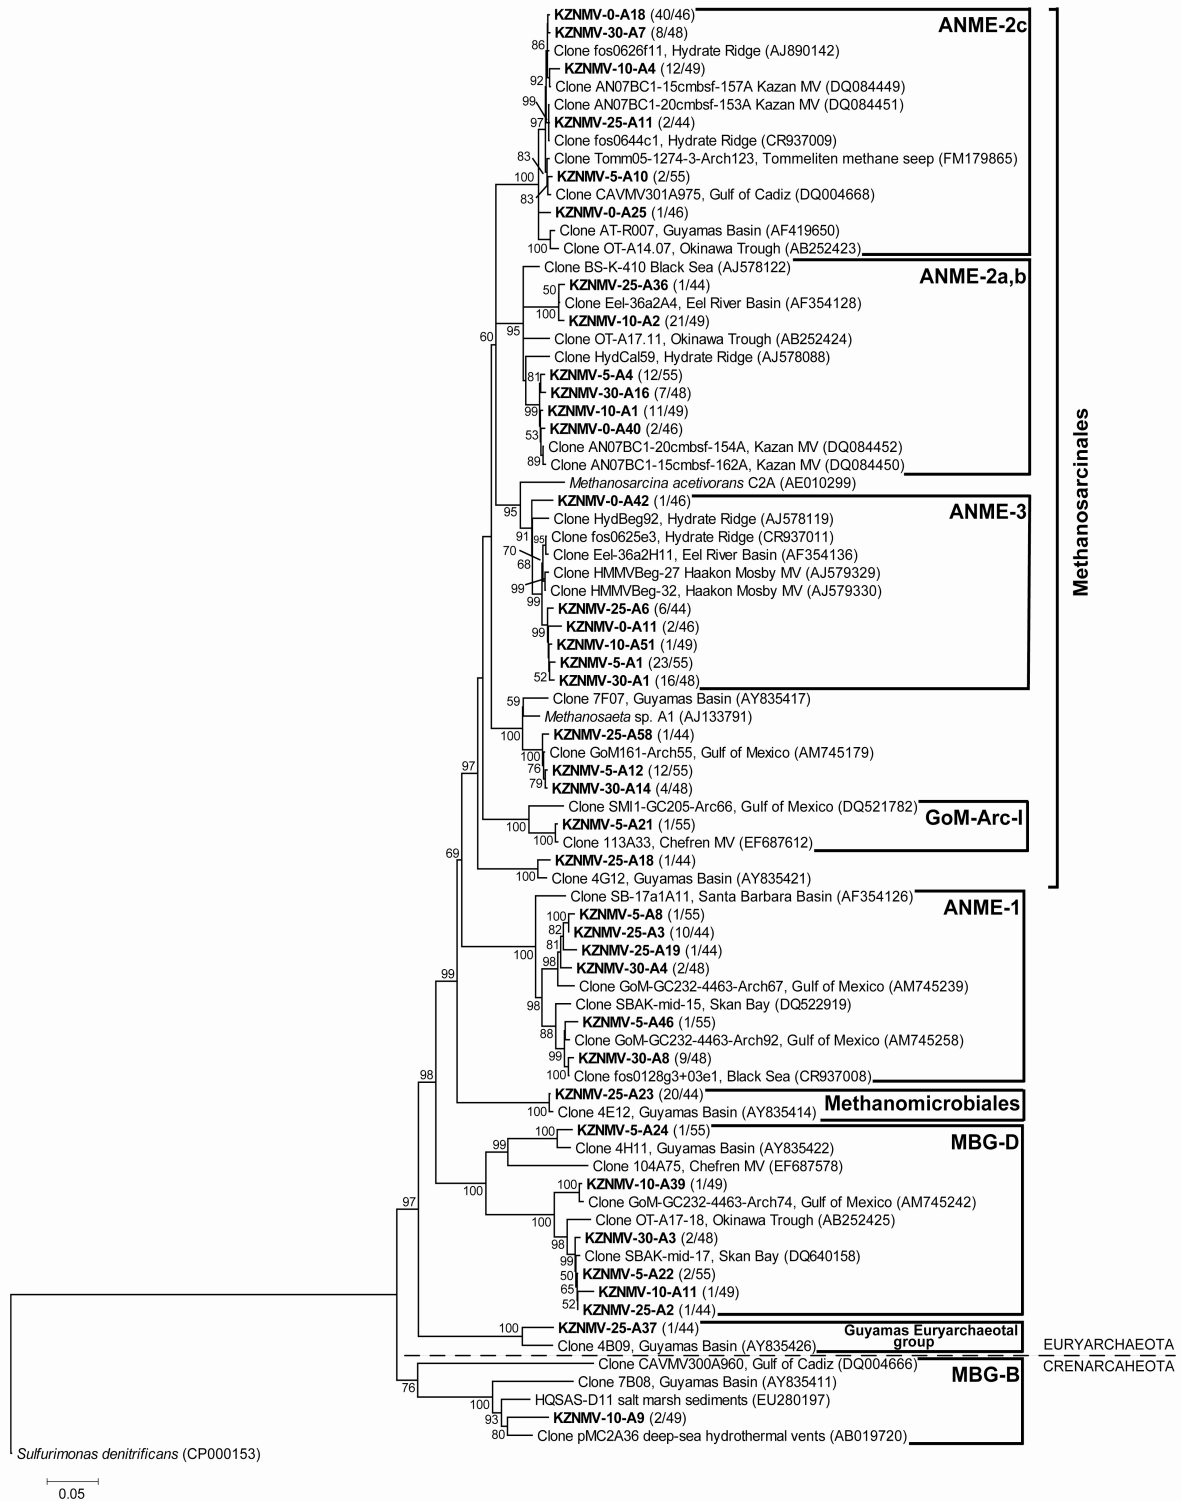 KZNMV-0-A18 (40/46)
ANME-2c
KZNMV-30-A7 (8/48)
86
Clone fos0626f11, Hydrate Ridge (AJ890142)
KZNMV-10-A4 (12/49)
92
Clone AN07BC1-15cmbsf-157A Kazan MV (DQ084449)
99
Clone AN07BC1-20cmbsf-153A Kazan MV (DQ084451)
97
KZNMV-25-A11 (2/44)
Clone fos0644c1, Hydrate Ridge (CR937009)
83
Clone Tomm05-1274-3-Arch123, Tommeliten methane seep (FM179865)
100
KZNMV-5-A10 (2/55)
83
Clone CAVMV301A975, Gulf of Cadiz (DQ004668)
KZNMV-0-A25 (1/46)
Clone AT-R007, Guyamas Basin (AF419650)
100
Clone OT-A14.07, Okinawa Trough (AB252423)
Clone BS-K-410 Black Sea (AJ578122)
ANME-2a,b
50
KZNMV-25-A36 (1/44)
Clone Eel-36a2A4, Eel River Basin (AF354128)
100
KZNMV-10-A2 (21/49)
60
95
Clone OT-A17.11, Okinawa Trough (AB252424)
Clone HydCal59, Hydrate Ridge (AJ578088)
81
KZNMV-5-A4 (12/55)
KZNMV-30-A16 (7/48)
99
KZNMV-10-A1 (11/49)
53
KZNMV-0-A40 (2/46)
Clone AN07BC1-20cmbsf-154A, Kazan MV (DQ084452)
89
Clone AN07BC1-15cmbsf-162A, Kazan MV (DQ084450)
Methanosarcinales
Methanosarcina acetivorans C2A (AE010299)
KZNMV-0-A42 (1/46)
ANME-3
95
Clone HydBeg92, Hydrate Ridge (AJ578119)
91
95
Clone fos0625e3, Hydrate Ridge (CR937011)
70
Clone Eel-36a2H11, Eel River Basin (AF354136)
68
Clone HMMVBeg-27 Haakon Mosby MV (AJ579329)
99
Clone HMMVBeg-32, Haakon Mosby MV (AJ579330)
99
KZNMV-25-A6 (6/44)
KZNMV-0-A11 (2/46)
99
KZNMV-10-A51 (1/49)
KZNMV-5-A1 (23/55)
52
KZNMV-30-A1 (16/48)
59
Clone 7F07, Guyamas Basin (AY835417)
Methanosaeta sp. A1 (AJ133791)
100
KZNMV-25-A58 (1/44)
100
Clone GoM161-Arch55, Gulf of Mexico (AM745179)
97
76
KZNMV-5-A12 (12/55)
79
KZNMV-30-A14 (4/48)
Clone SMI1-GC205-Arc66, Gulf of Mexico (DQ521782)
GoM-Arc-I
100
KZNMV-5-A21 (1/55)
100
Clone 113A33, Chefren MV (EF687612)
69
KZNMV-25-A18 (1/44)
100
Clone 4G12, Guyamas Basin (AY835421)
Clone SB-17a1A11, Santa Barbara Basin (AF354126)
ANME-1
100
KZNMV-5-A8 (1/55)
82
KZNMV-25-A3 (10/44)
81
KZNMV-25-A19 (1/44)
100
98
KZNMV-30-A4 (2/48)
99
Clone GoM-GC232-4463-Arch67, Gulf of Mexico (AM745239)
98
Clone SBAK-mid-15, Skan Bay (DQ522919)
KZNMV-5-A46 (1/55)
88
Clone GoM-GC232-4463-Arch92, Gulf of Mexico (AM745258)
99
KZNMV-30-A8 (9/48)
98
100
Clone fos0128g3+03e1, Black Sea (CR937008)
KZNMV-25-A23 (20/44)
Methanomicrobiales
100
Clone 4E12, Guyamas Basin (AY835414)
100
KZNMV-5-A24 (1/55)
MBG-D
99
Clone 4H11, Guyamas Basin (AY835422)
Clone 104A75, Chefren MV (EF687578)
100
100
KZNMV-10-A39 (1/49)
97
Clone GoM-GC232-4463-Arch74, Gulf of Mexico (AM745242)
100
Clone OT-A17-18, Okinawa Trough (AB252425)
98
KZNMV-30-A3 (2/48)
99
Clone SBAK-mid-17, Skan Bay (DQ640158)
50
KZNMV-5-A22 (2/55)
65
KZNMV-10-A11 (1/49)
52
KZNMV-25-A2 (1/44)
100
KZNMV-25-A37 (1/44)
Guyamas Euryarchaeotal
group
Clone 4B09, Guyamas Basin (AY835426)
EURYARCHAEOTA
Clone CAVMV300A960, Gulf of Cadiz (DQ004666)
CRENARCAHEOTA
MBG-B
76
Clone 7B08, Guyamas Basin (AY835411)
100
HQSAS-D11 salt marsh sediments (EU280197)
93
KZNMV-10-A9 (2/49)
80
Clone pMC2A36 deep-sea hydrothermal vents (AB019720)
Sulfurimonas denitrificans (CP000153)
0.05